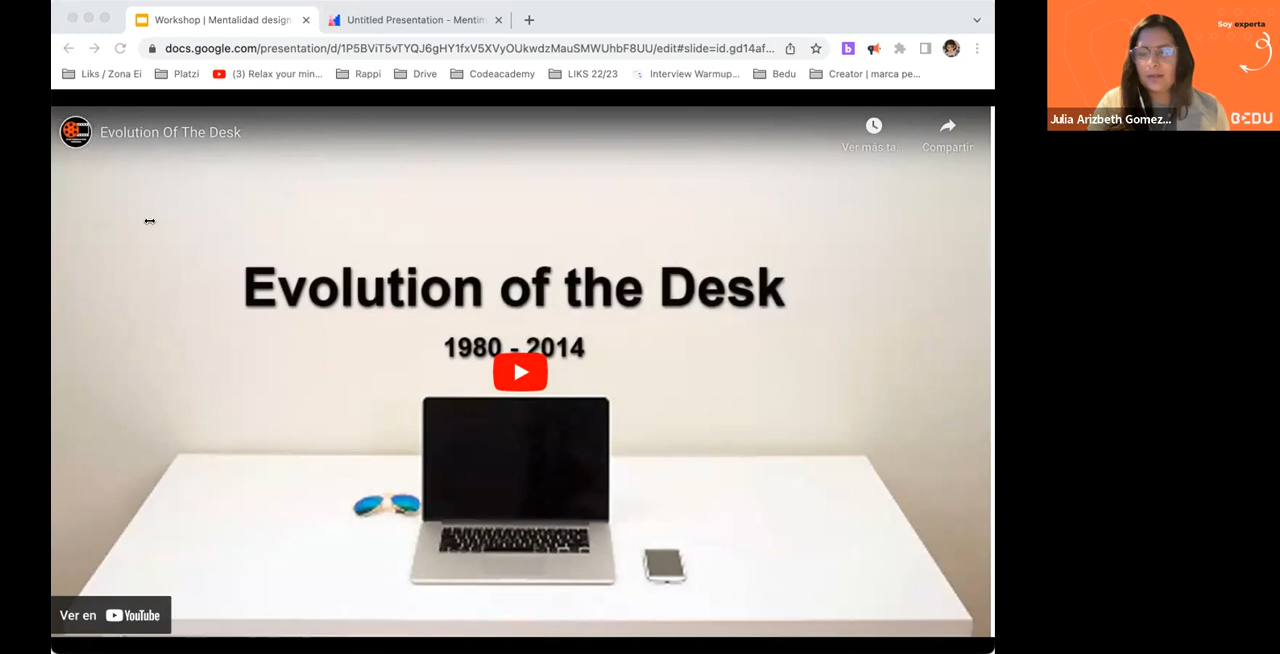 Workshop | Mentalidad design
Untitled Presentation - Mentim
docs.google.com/presentation/d/1P5BViT5vTYQJ6gHY1fxV5XVyOUkwdzMauSMWUhbF8UU/edit#slide=id.gd14af...
Liks / Zona Ei
Platzi
(3) Relax your min...
Rappi
Drive
Codeacademy
LIKS 22/23
Interview Warmup...
Bedu
Creator | marca pe...
Evolution Of The Desk
Ver más ta...
Compartir
Evolution of the Desk
1980 - 2014
Ver en YouTube
Soy experta
Julia Arizbeth Gomez...
BEDU